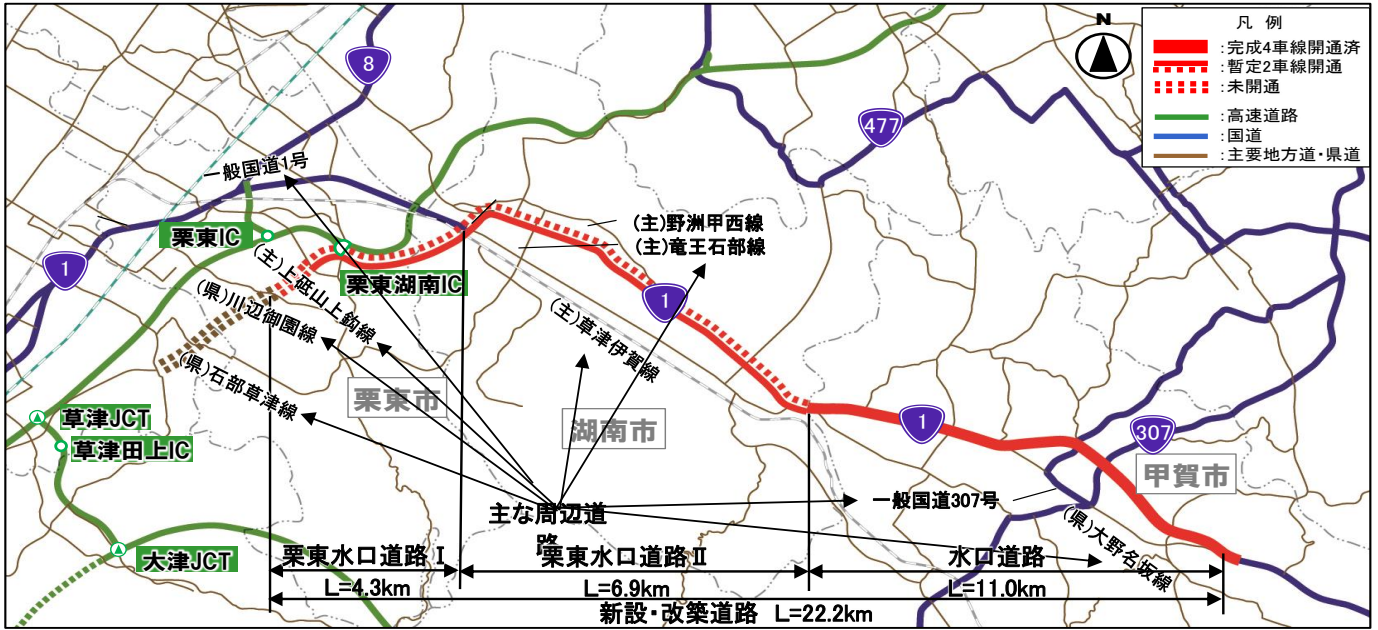 凡 例
:完成4車線開通済
:暫定2車線開通
:未開通
:高速道路
:国道
:主要地方道・県道
N
8
477
一般国道1号
(主)野洲甲西線
(主)竜王石部線
栗東IC
1
栗東湖南IC
(主)上砥山上鈎線
(県)川辺御園線
(県)石部草津線
(主)草津伊賀線
1
栗東市
湖南市
草津JCT
草津田上IC
1
307
甲賀市
一般国道307号
(県)大野名坂線
主な周辺道
路
大津JCT
栗東水口道路Ⅰ
栗東水口道路Ⅱ
水口道路
L=4.3km
L=6.9km
L=11.0km
新設・改築道路 L=22.2km